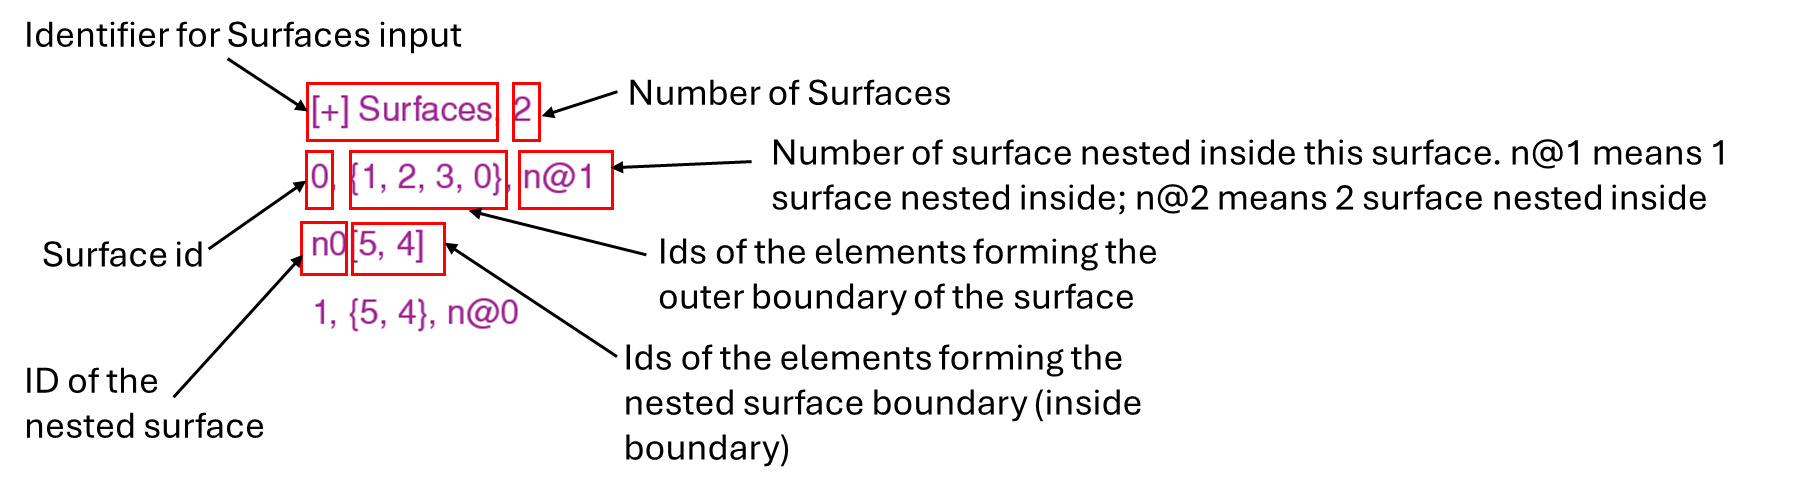 Identifier for Surfaces input
[+] Surfaces, 2
Number of Surfaces
0, {1, 2, 3, 0}, n@1
Number of surface nested inside this surface. n@1 means 1
surface nested inside; n@2 means 2 surface nested inside
n0[5, 4]
Surface id
Ids of the elements forming the
outer boundary of the surface
1, {5, 4}, n@0
ID of the
nested surface
Ids of the elements forming the
nested surface boundary (inside
boundary)